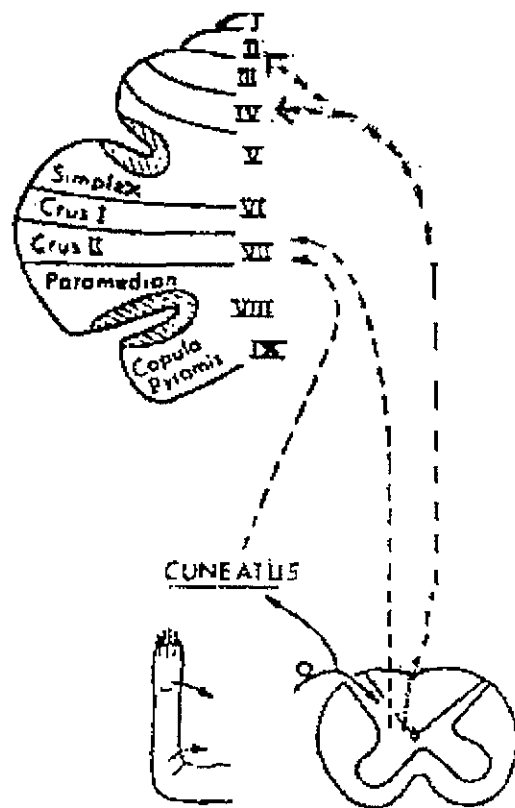 I
II
III
IV
V
Simplex
VI
Crus I
Crus II
VII
Paramedian
VIII
IX
Copula
Pyramis
CUNEATUS